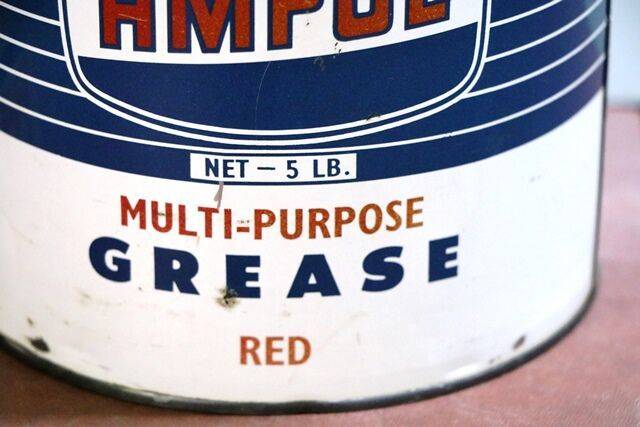 AMPOL
NET – 5 LB.
MULTI-PURPOSE
GREASE
RED